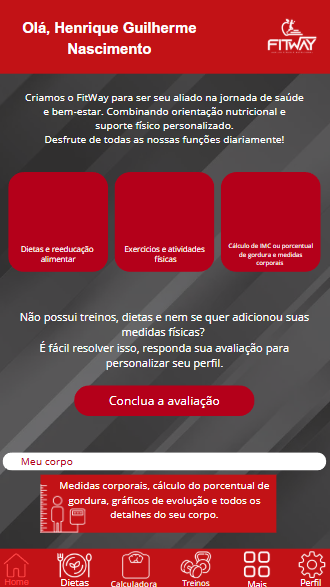 Olá, Henrique Guilherme
Nascimento
FITWAY
Criamos o FitWay para ser seu aliado na jornada de saúde
e bem-estar. Combinando orientação nutricional e
suporte físico personalizado.
Desfrute de todas as nossas funções diariamente!
Dietas e reeducação
alimentar
Exercícios e atividades
físicas
Cálculo de IMC ou porcentual
de gordura e medidas
corporais
Não possui treinos, dietas e nem se quer adicionou suas
medidas físicas?
É fácil resolver isso, responda sua avaliação para
personalizar seu perfil.
Conclua a avaliação
Meu corpo
Medidas corporais, cálculo do porcentual de
gordura, gráficos de evolução e todos os
detalhes do seu corpo.
Home
Dietas
Calculadora
Treinos
Mais
Perfil